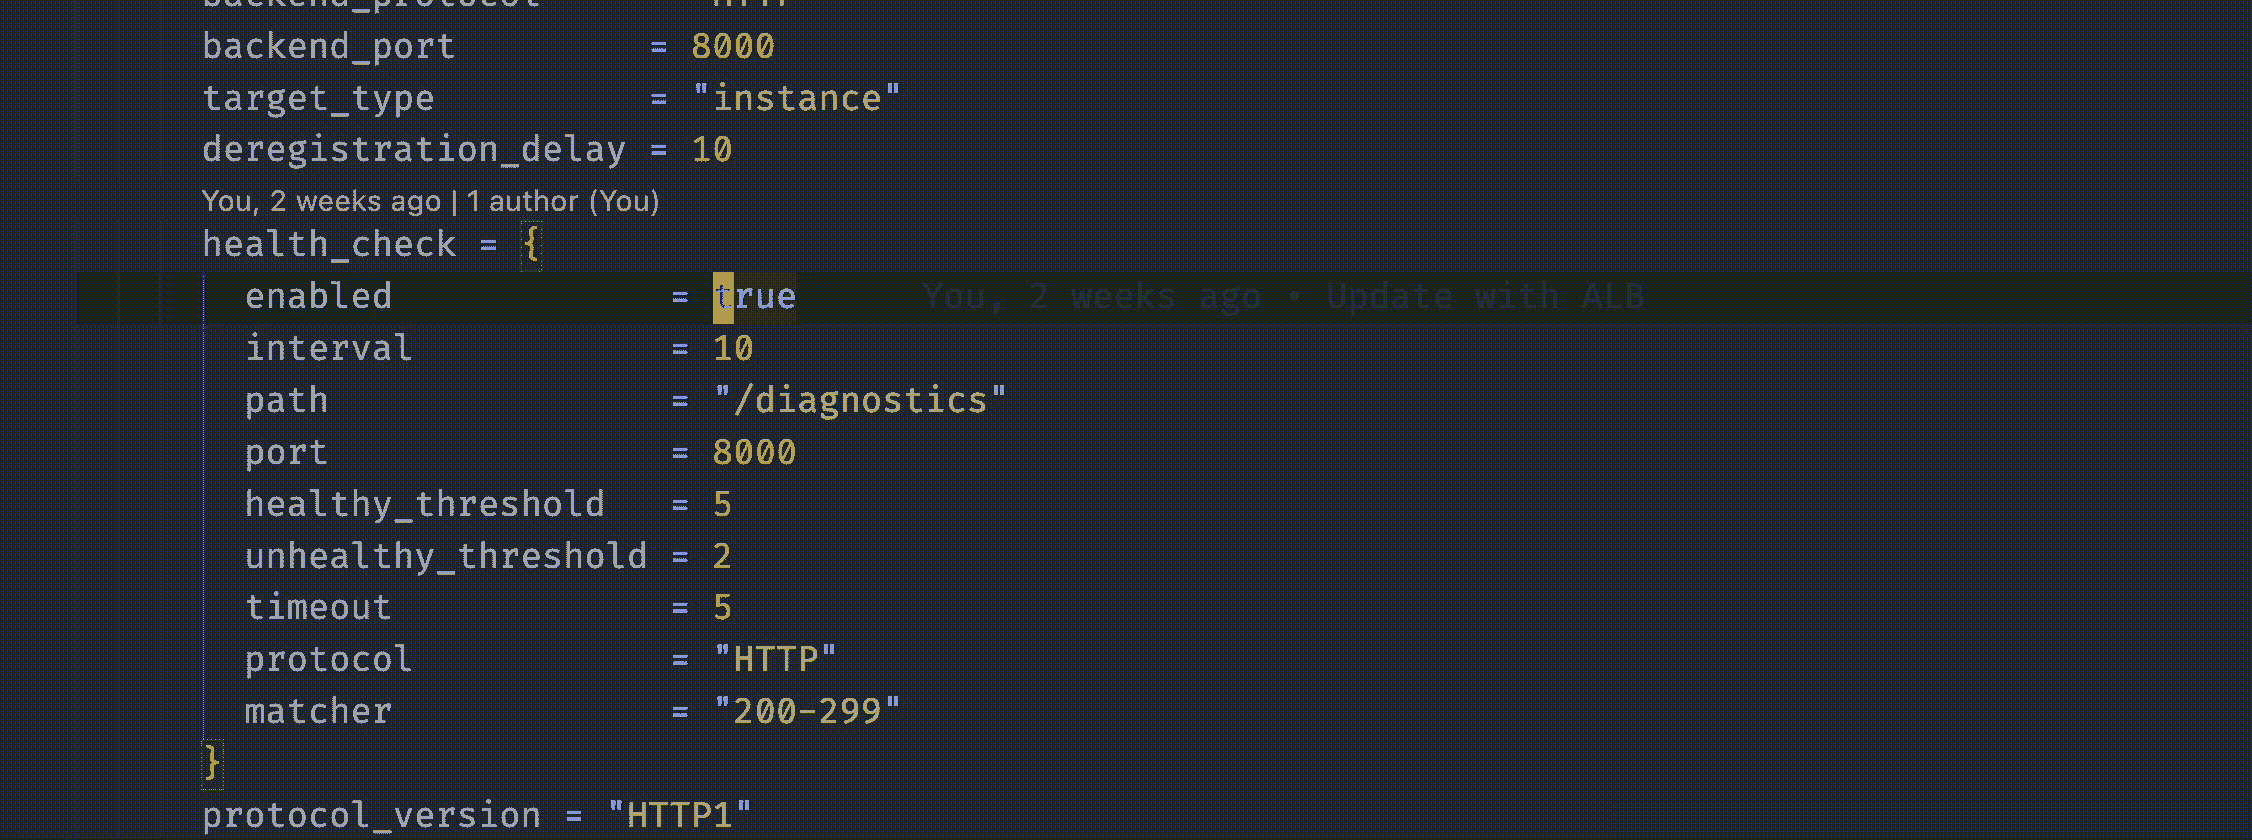 backend_protocol "HTTP"
backend_port = 8000
target_type = "instance"
deregistration_delay = 10
You, 2 weeks ago | 1 author (You)
health_check = {
enabled = true You, 2 weeks ago • Update with ALB
interval = 10
path = "/diagnostics"
port = 8000
healthy_threshold = 5
unhealthy_threshold = 2
timeout = 5
protocol = "HTTP"
matcher = "200-299"
}
protocol_version = "HTTP1"